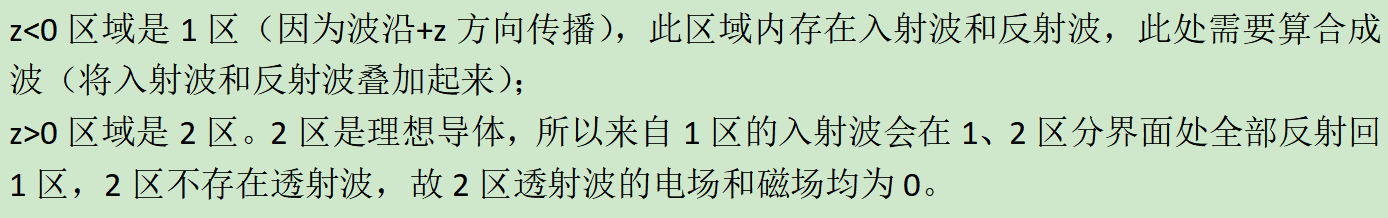 z<0 区域是 1 区（因为波沿+z 方向传播），此区域内存在入射波和反射波，此处需要算合成
波（将入射波和反射波叠加起来）；
z>0 区域是 2 区。2 区是理想导体，所以来自 1 区的入射波会在 1、2 区分界面处全部反射回
1 区，2 区不存在透射波，故 2 区透射波的电场和磁场均为 0。